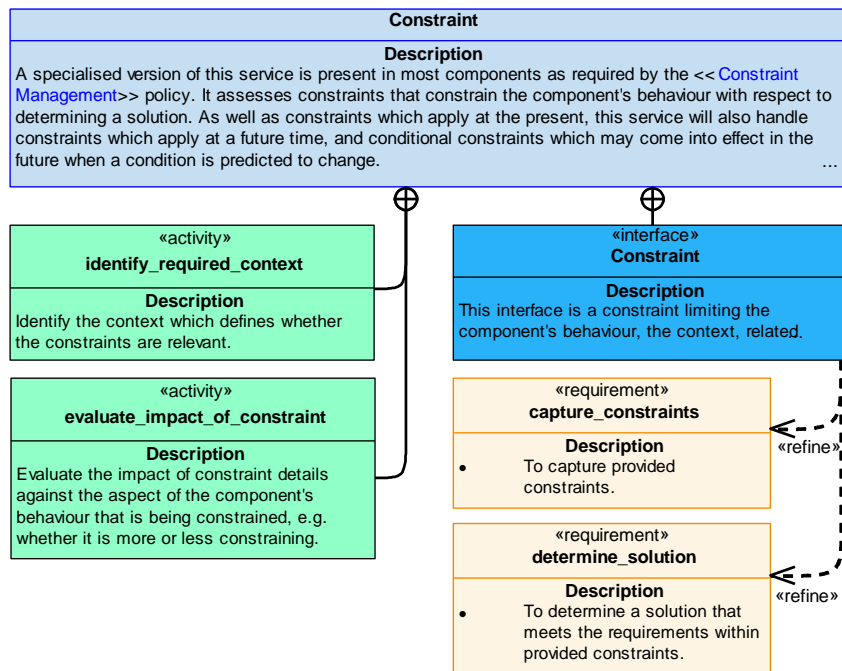 Constraint
Description
A specialised version of this service is present in most components as required by the << Constraint
Management>> policy. It assesses constraints that constrain the component's behaviour with respect to
determining a solution. As well as constraints which apply at the present, this service will also handle
constraints which apply at a future time, and conditional constraints which may come into effect in the
future when a condition is predicted to change. ...
«activity»
identify_required_context
Description
Identify the context which defines whether
the constraints are relevant.
«interface»
Constraint
Description
This interface is a constraint limiting the
component's behaviour, the context, related...
«activity»
evaluate_impact_of_constraint
Description
Evaluate the impact of constraint details
against the aspect of the component's
behaviour that is being constrained, e.g.
whether it is more or less constraining.
«requirement»
capture_constraints
Description
• To capture provided
constraints.
«refine»
«requirement»
determine_solution
Description
• To determine a solution that
meets the requirements within
provided constraints.
«refine»